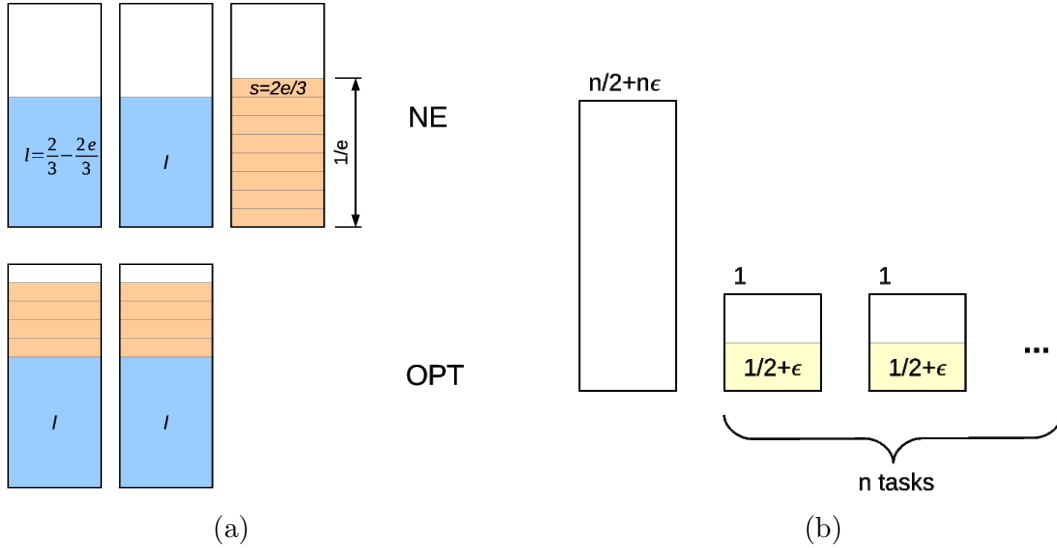 s=2e/3
l=2/3−2e/3
l
1/e
NE
l
l
OPT
(a)
n/2+nϵ
1
1
1/2+ϵ
1/2+ϵ
...
n tasks
(b)